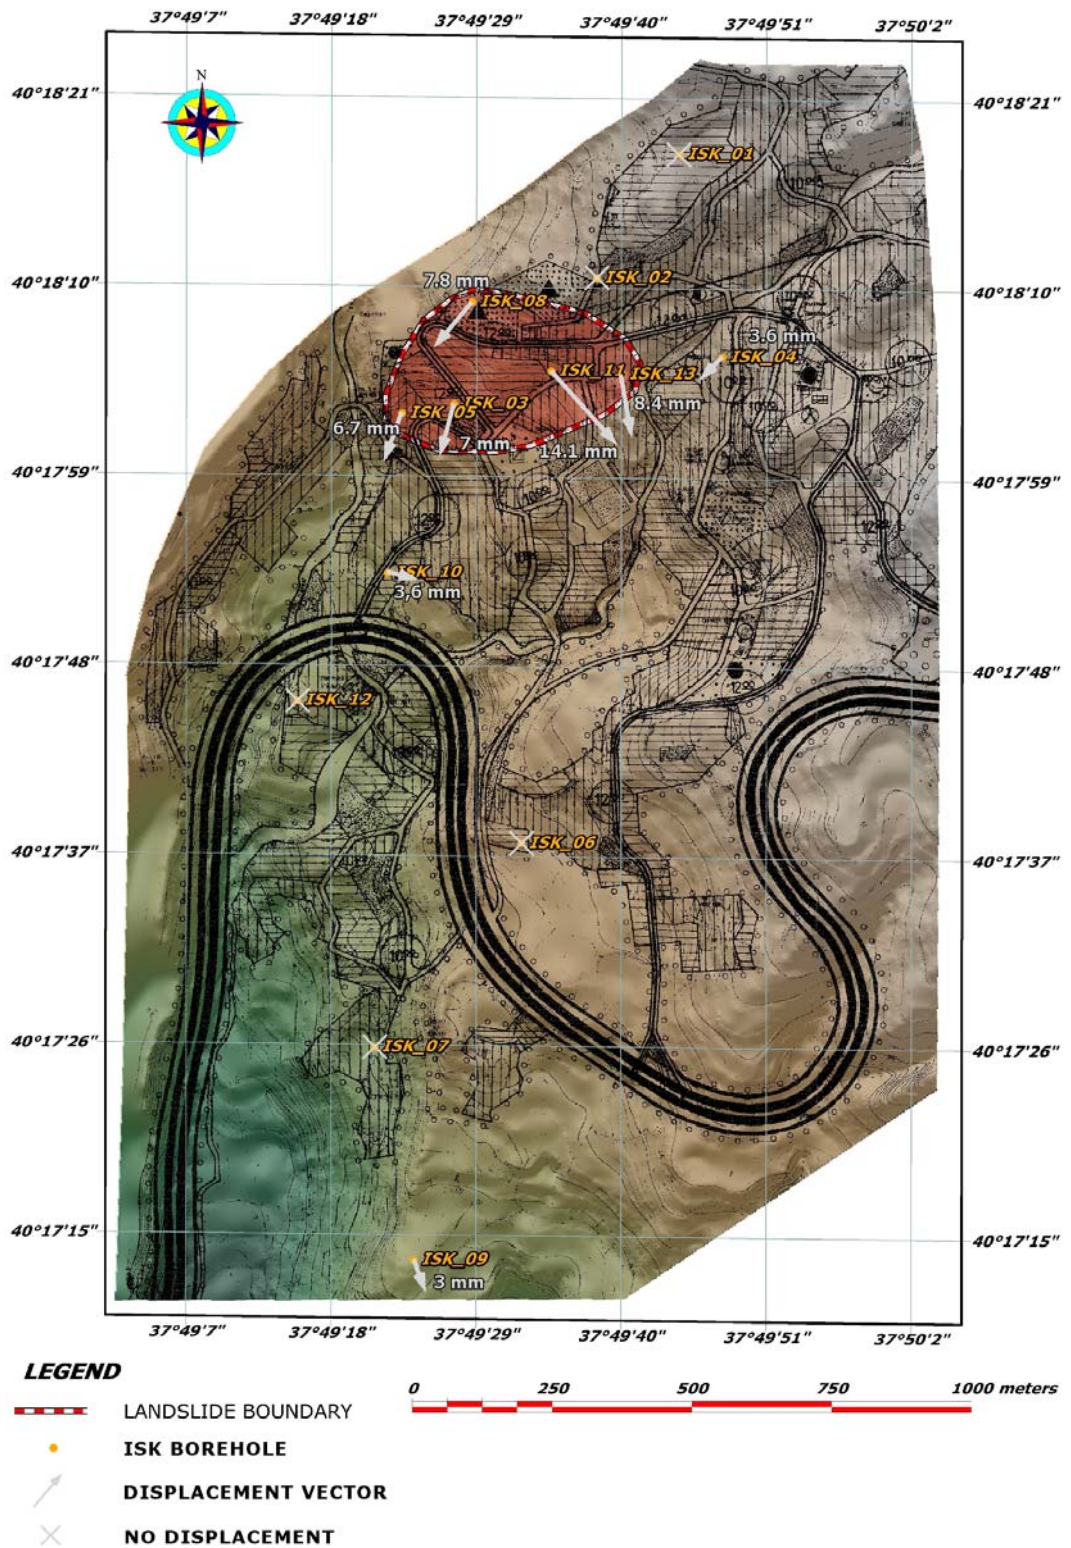 37°49'7" 37°49'18" 37°49'29" 37°49'40" 37°49'51" 37°50'2"
N
40°18'21" 40°18'21"
ISK_01
ISK_02
40°18'10" 40°18'10"
7.8 mm
ISK_08
3.6 mm
ISK_04
ISK_11 ISK_13
ISK_05 ISK_03
8.4 mm
6.7 mm
7 mm
14.1 mm
40°17'59" 40°17'59"
ISK_10
3,6 mm
40°17'48" 40°17'48"
ISK_12
40°17'37" 40°17'37"
ISK_06
40°17'26" 40°17'26"
ISK_07
40°17'15" 40°17'15"
ISK_09
3 mm
37°49'7" 37°49'18" 37°49'29" 37°49'40" 37°49'51" 37°50'2"
LEGEND
0 250 500 750 1000 meters
LANDSLIDE BOUNDARY
ISK BOREHOLE
DISPLACEMENT VECTOR
NO DISPLACEMENT